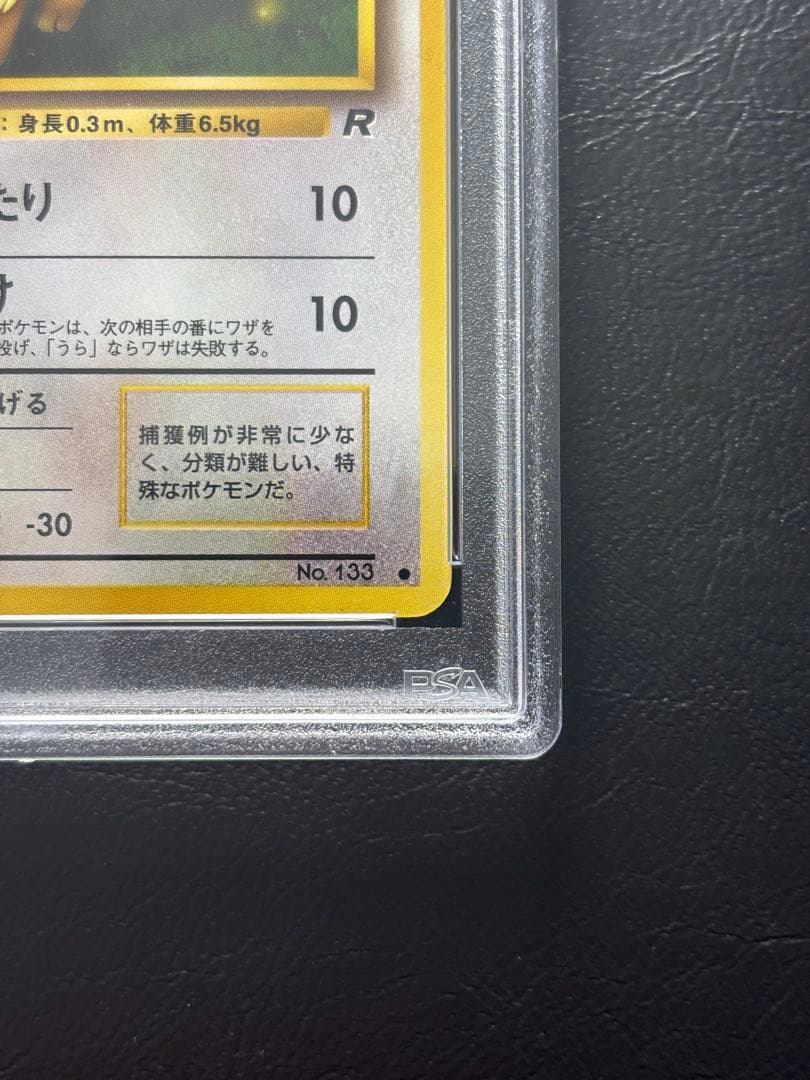 ：身長0.3m、体重6.5kg
R
たり 10
け 10
ポケモンは、次の相手の番にワザを
投げ、「うら」ならワザは失敗する。
げる
捕獲例が非常に少な
く、分類が難しい、特
殊なポケモンだ。
-30
No. 133 ●
PSA